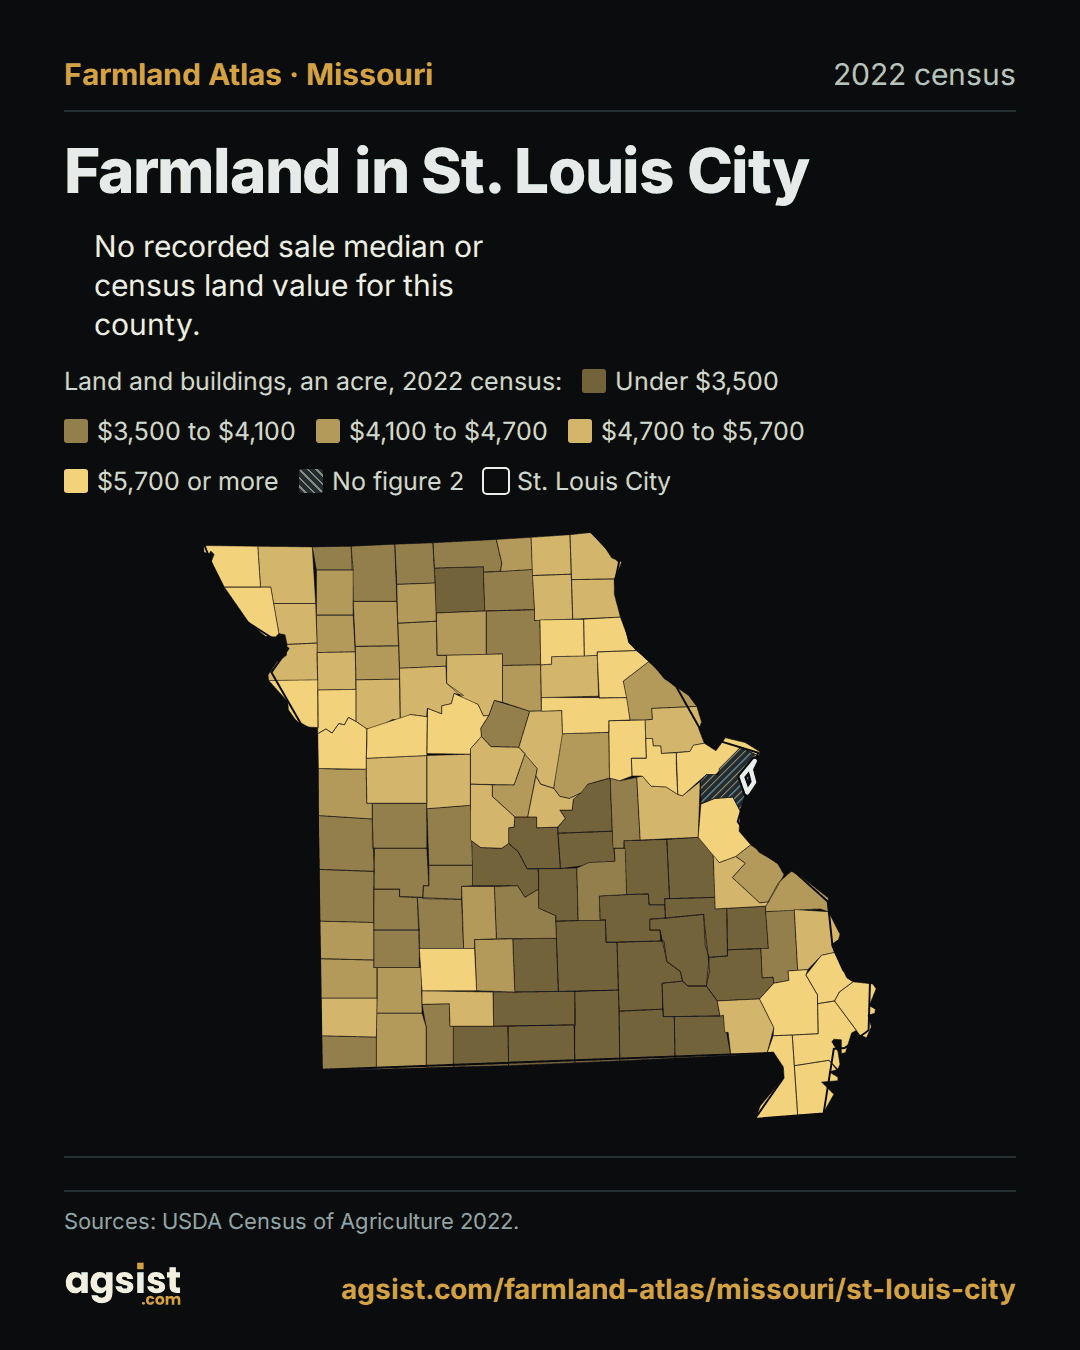 Farmland Atlas · Missouri
2022 census
Farmland in St. Louis City
No recorded sale median or
census land value for this
county.
Land and buildings, an acre, 2022 census: Under $3,500
$3,500 to $4,100 $4,100 to $4,700 $4,700 to $5,700
$5,700 or more No figure 2 St. Louis City
Sources: USDA Census of Agriculture 2022.
agsist
.com
agsist.com/farmland-atlas/missouri/st-louis-city